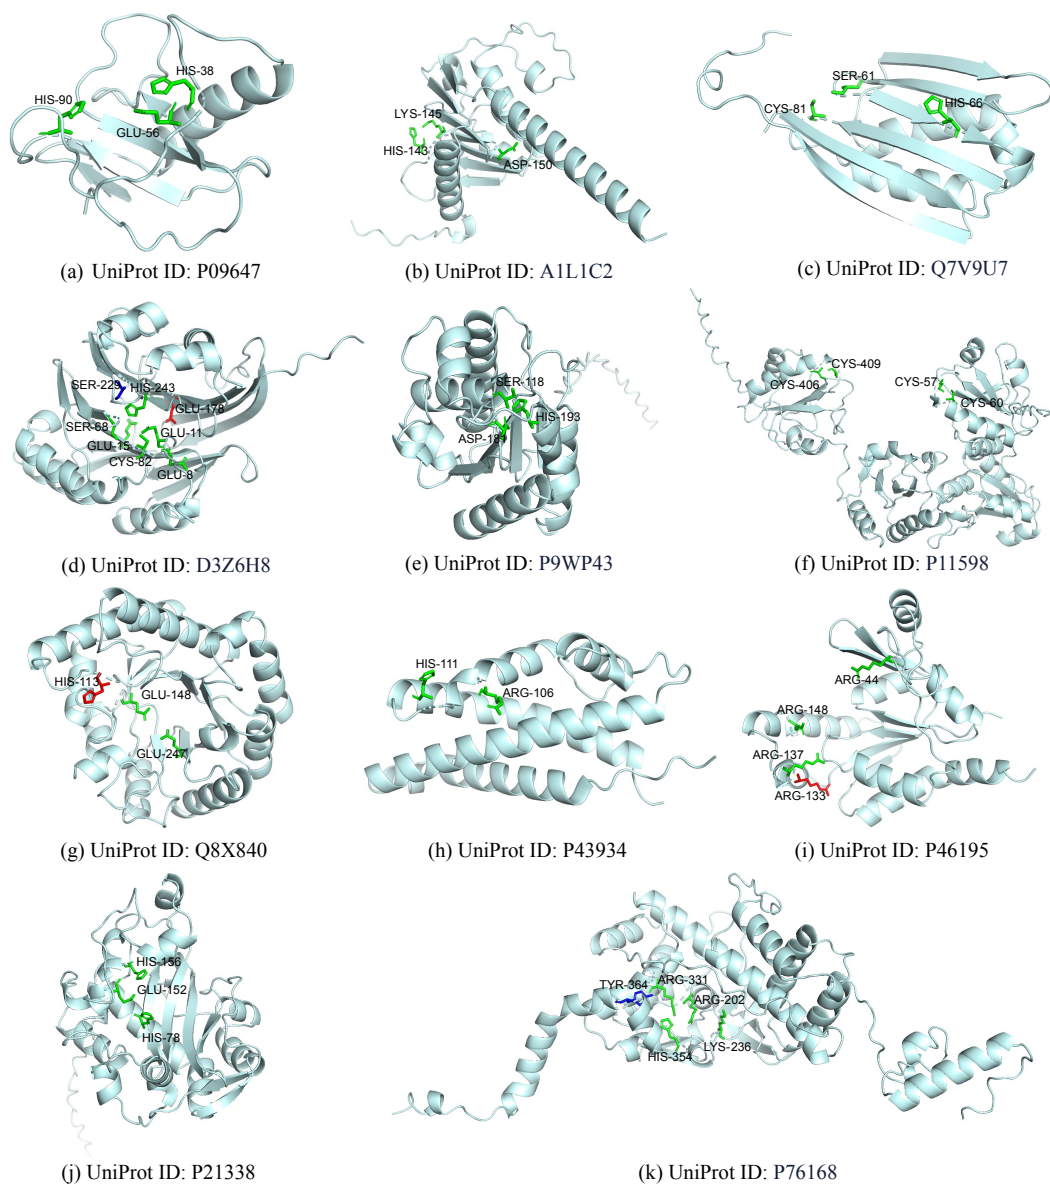 HIS-38
HIS-90
GLU-56
(a) UniProt ID: P09647
LYS-145
HIS-143
ASP-150
(b) UniProt ID: A1L1C2
SER-61
CYS-81
HIS-66
(c) UniProt ID: Q7V9U7
SER-229
HIS-243
GLU-178
SER-68
GLU-11
GLU-15
CYS-82
GLU-8
(d) UniProt ID: D3Z6H8
SER-118
HIS-193
ASP-181
(e) UniProt ID: P9WP43
CYS-409
CYS-406
CYS-57
CYS-60
(f) UniProt ID: P11598
HIS-113
GLU-148
GLU-247
(g) UniProt ID: Q8X840
HIS-111
ARG-106
(h) UniProt ID: P43934
ARG-44
ARG-148
ARG-137
ARG-133
(i) UniProt ID: P46195
HIS-156
GLU-152
HIS-78
(j) UniProt ID: P21338
TYR-364
ARG-331
ARG-202
HIS-354
LYS-236
(k) UniProt ID: P76168